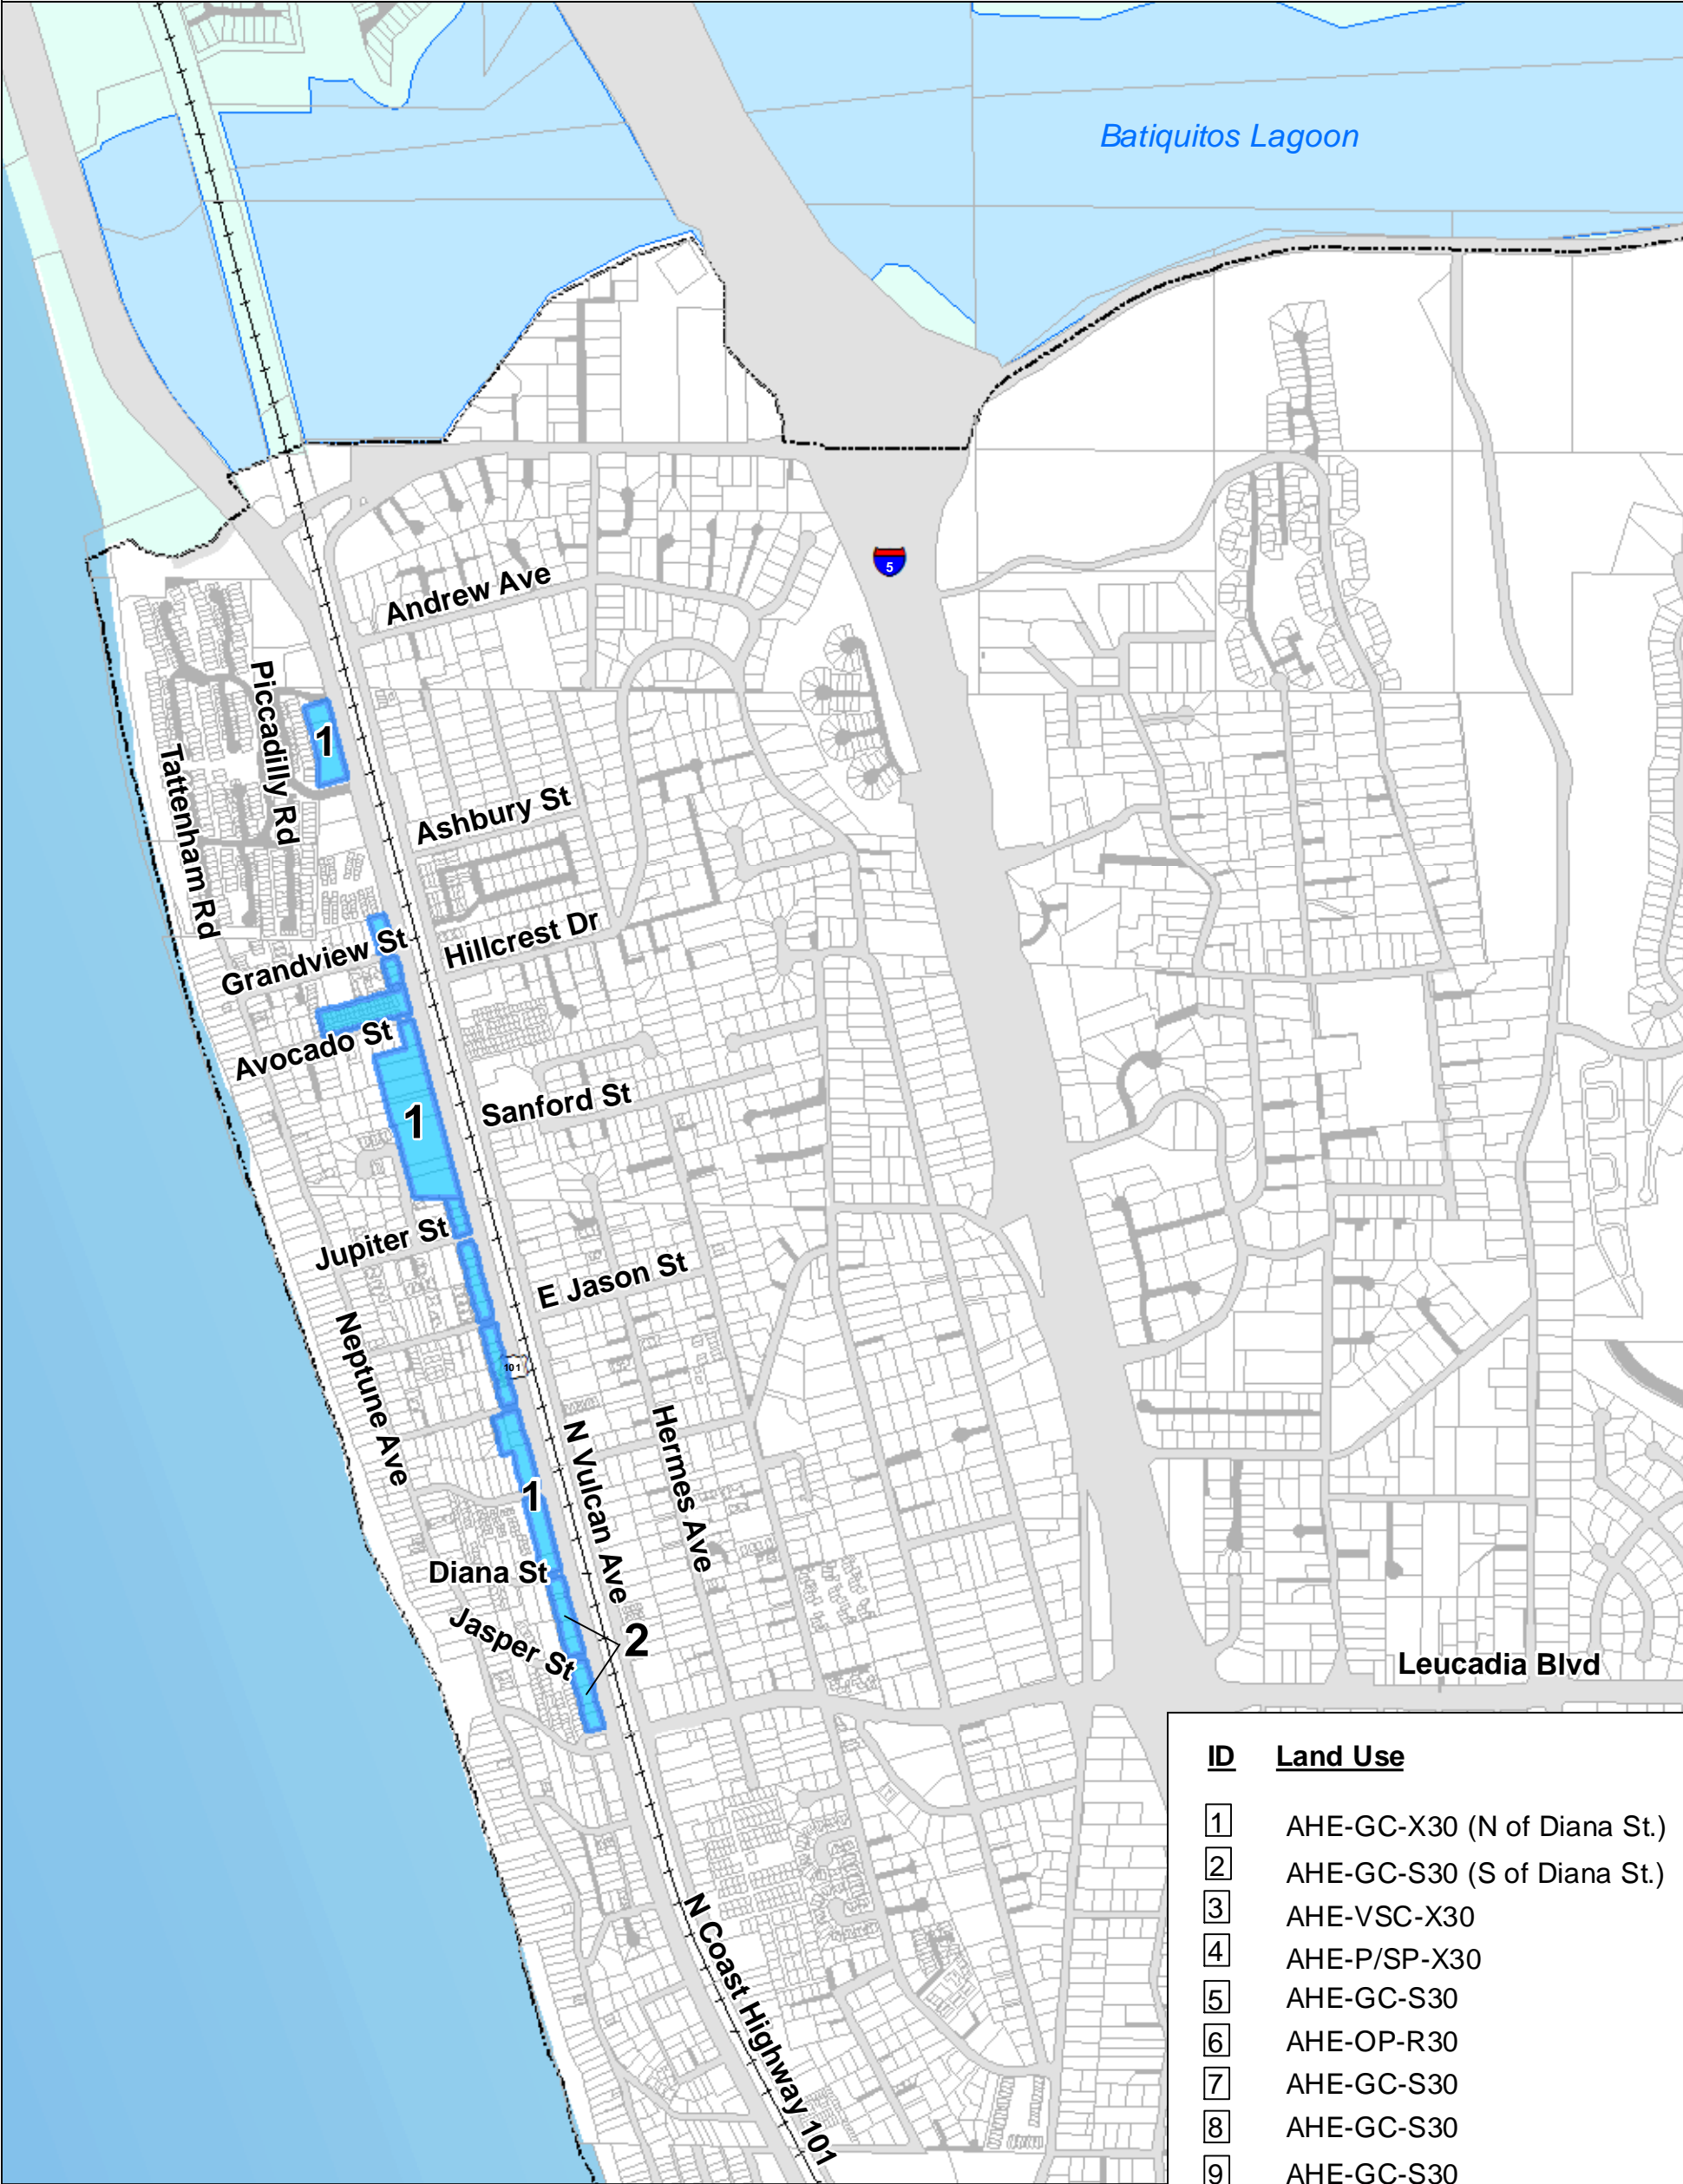 Batiquitos Lagoon
5
Andrew Ave
Piccadilly Rd
1
Tattenham Rd
Ashbury St
Hillcrest Dr
Grandview St
Avocado St
1
Sanford St
Jupiter St
E Jason St
Neptune Ave
101
N Vulcan Ave
Hermes Ave
1
Diana St
Jasper St
2
Leucadia Blvd
N Coast Highway 101
ID Land Use
1 AHE-GC-X30 (N of Diana St.)
2 AHE-GC-S30 (S of Diana St.)
3 AHE-VSC-X30
4 AHE-P/SP-X30
5 AHE-GC-S30
6 AHE-OP-R30
7 AHE-GC-S30
8 AHE-GC-S30
9 AHE-GC-S30